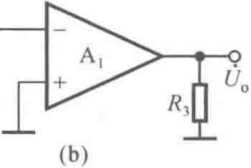 −
A₁
+
U̇ₒ
R₃
(b)